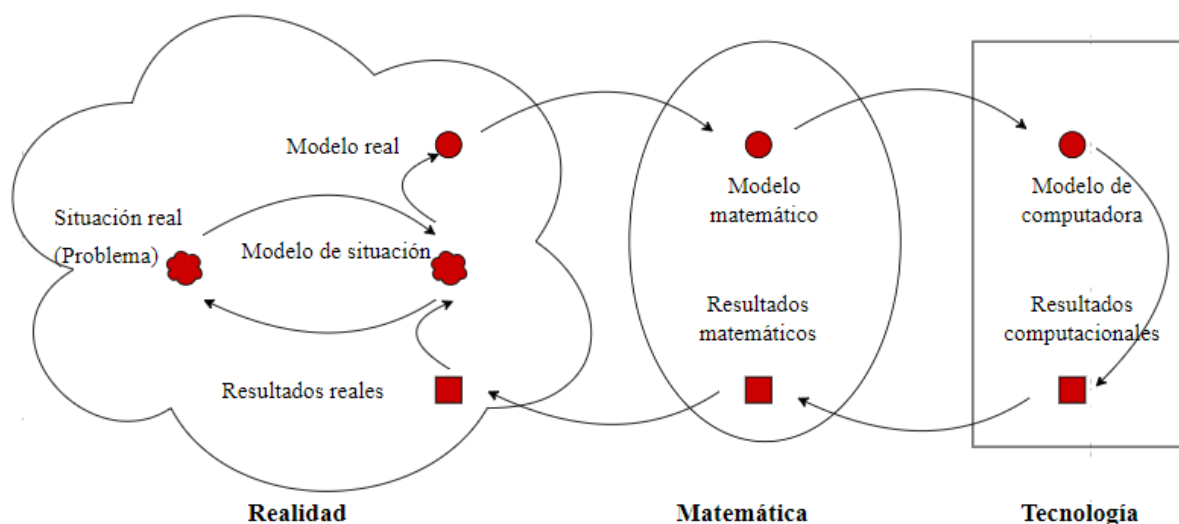 Modelo real
Situación real
(Problema)
Modelo de situación
Resultados reales
Modelo
matemático
Resultados
matemáticos
Modelo de
computadora
Resultados
computacionales
Realidad
Matemática
Tecnología